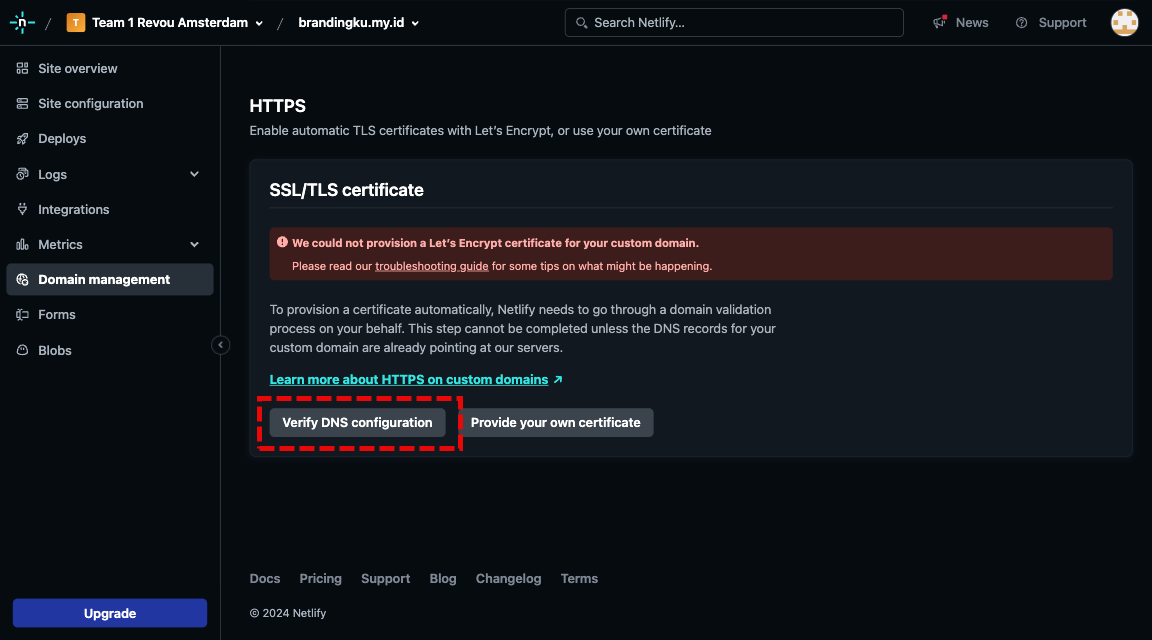 / T Team 1 Revou Amsterdam / brandingku.my.id Search Netlify... News Support
Site overview
Site configuration
Deploys
Logs
Integrations
Metrics
Domain management
Forms
Blobs
Upgrade
HTTPS
Enable automatic TLS certificates with Let's Encrypt, or use your own certificate
SSL/TLS certificate
We could not provision a Let's Encrypt certificate for your custom domain.
Please read our troubleshooting guide for some tips on what might be happening.
To provision a certificate automatically, Netlify needs to go through a domain validation
process on your behalf. This step cannot be completed unless the DNS records for your
custom domain are already pointing at our servers.
Learn more about HTTPS on custom domains ↗
Verify DNS configuration Provide your own certificate
Docs Pricing Support Blog Changelog Terms
© 2024 Netlify